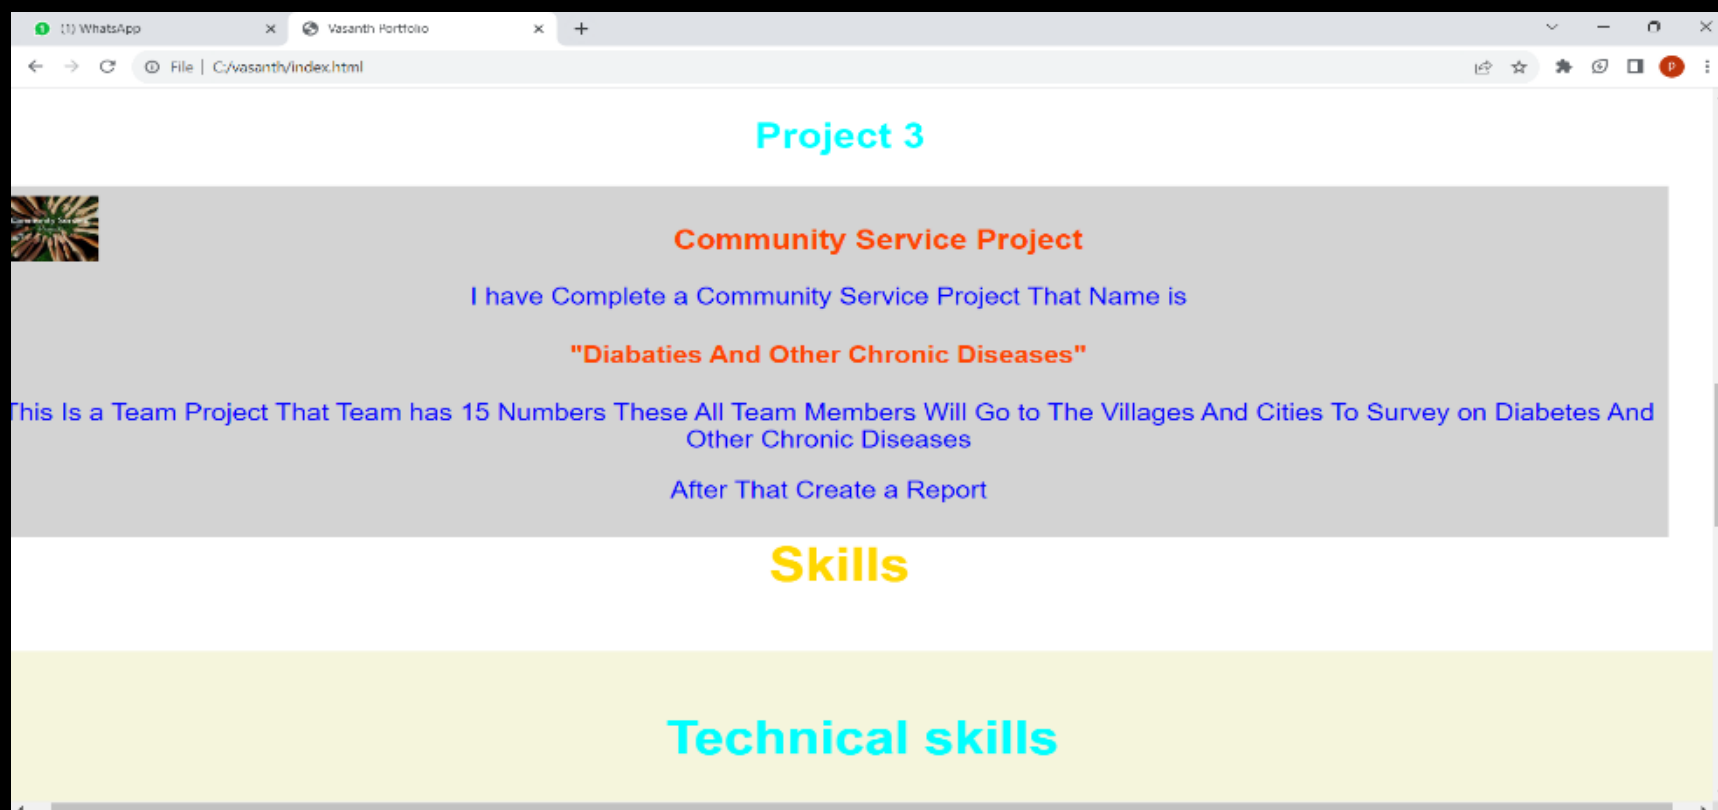 (1) WhatsApp
Vasanth Portfolio
File | C:/vasanth/index.html
P
Project 3
Community Service Project
I have Complete a Community Service Project That Name is
"Diabaties And Other Chronic Diseases"
This Is a Team Project That Team has 15 Numbers These All Team Members Will Go to The Villages And Cities To Survey on Diabetes And
Other Chronic Diseases
After That Create a Report
Skills
Technical skills